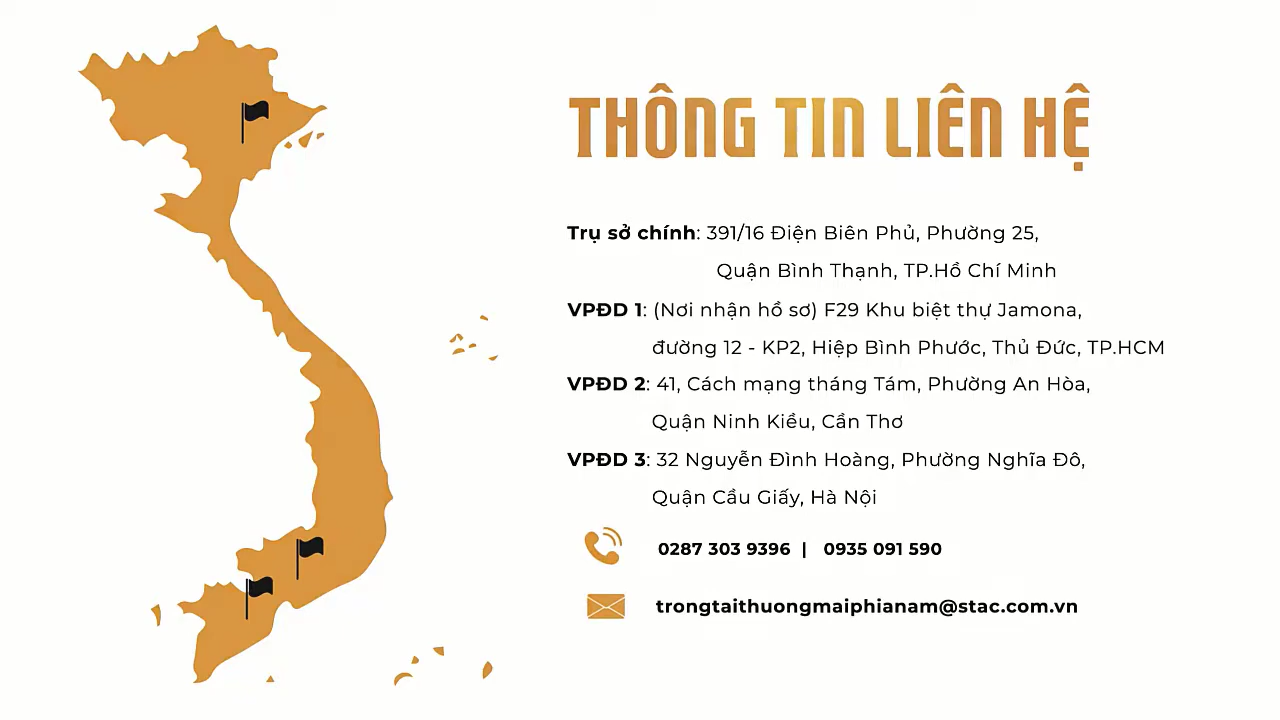 THÔNG TIN LIÊN HỆ
Trụ sở chính: 391/16 Điện Biên Phủ, Phường 25,
Quận Bình Thạnh, TP.Hồ Chí Minh
VPĐD 1: (Nơi nhận hồ sơ) F29 Khu biệt thự Jamona,
đường 12 - KP2, Hiệp Bình Phước, Thủ Đức, TP.HCM
VPĐD 2: 41, Cách mạng tháng Tám, Phường An Hòa,
Quận Ninh Kiều, Cần Thơ
VPĐD 3: 32 Nguyễn Đình Hoàng, Phường Nghĩa Đô,
Quận Cầu Giấy, Hà Nội
0287 303 9396 | 0935 091 590
trongtaithuongmaiphianam@stac.com.vn